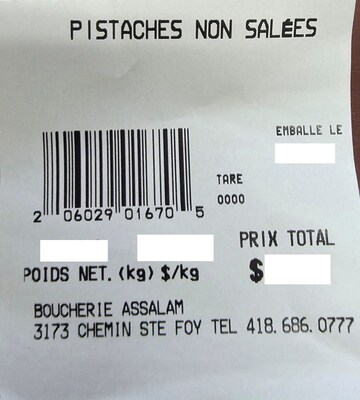 PISTACHES NON SALÉES
EMBALLE LE
TARE
0000
2 06029 01670 5
PRIX TOTAL
$
POIDS NET. (kg) $/kg
BOUCHERIE ASSALAM
3173 CHEMIN STE FOY TEL 418.686.0777